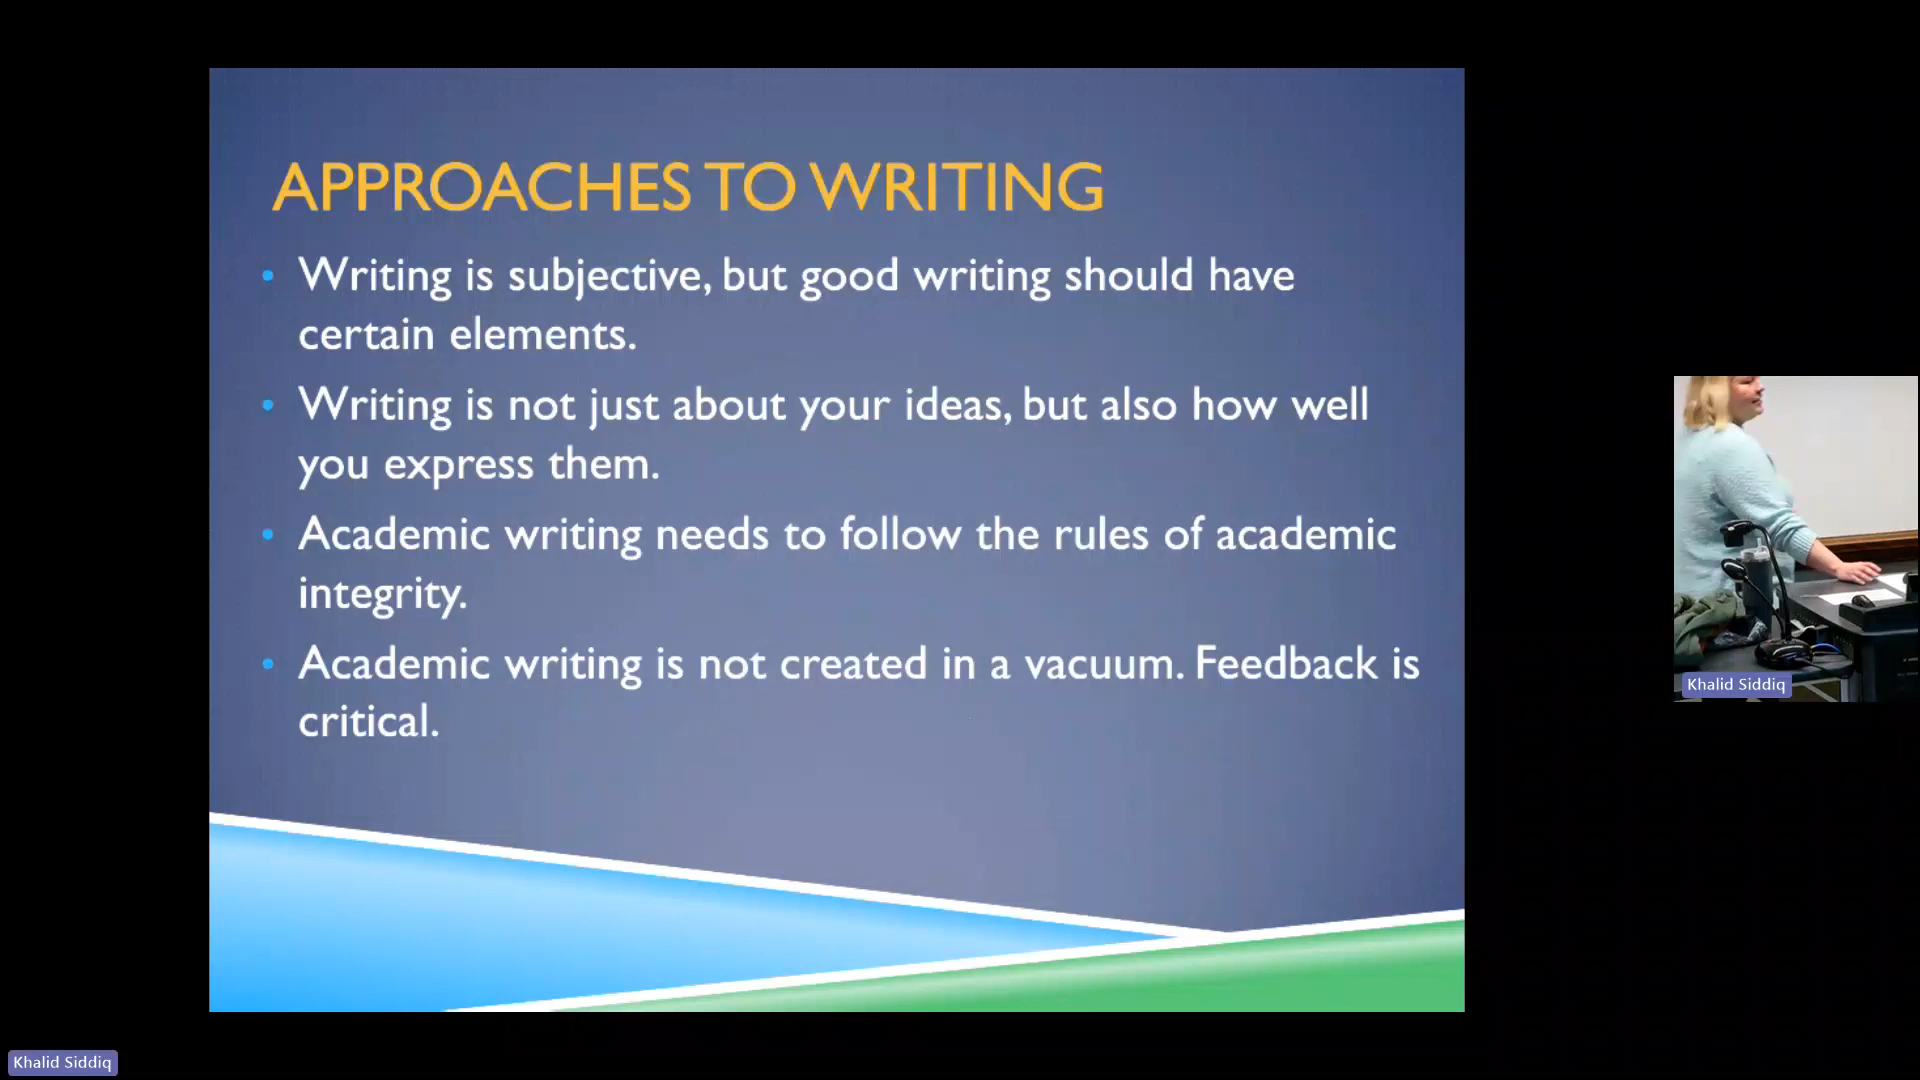 APPROACHES TO WRITING
• Writing is subjective, but good writing should have
certain elements.
• Writing is not just about your ideas, but also how well
you express them.
• Academic writing needs to follow the rules of academic
integrity.
• Academic writing is not created in a vacuum. Feedback is
critical.
Khalid Siddiq
Khalid Siddiq